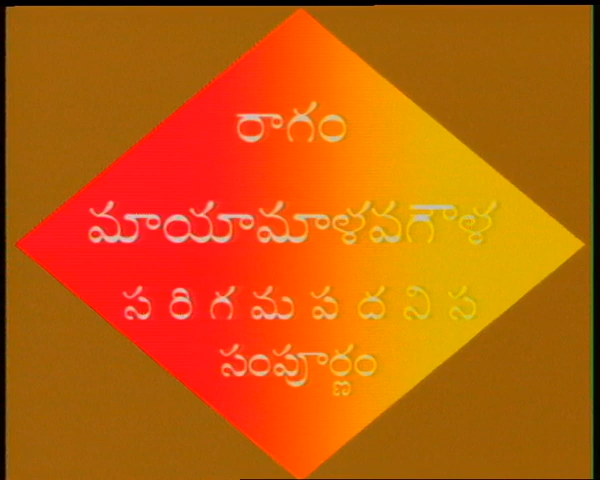 రాగం
మాయామాళవగౌళ
స రి గ మ ప ద ని స
సంపూర్ణం